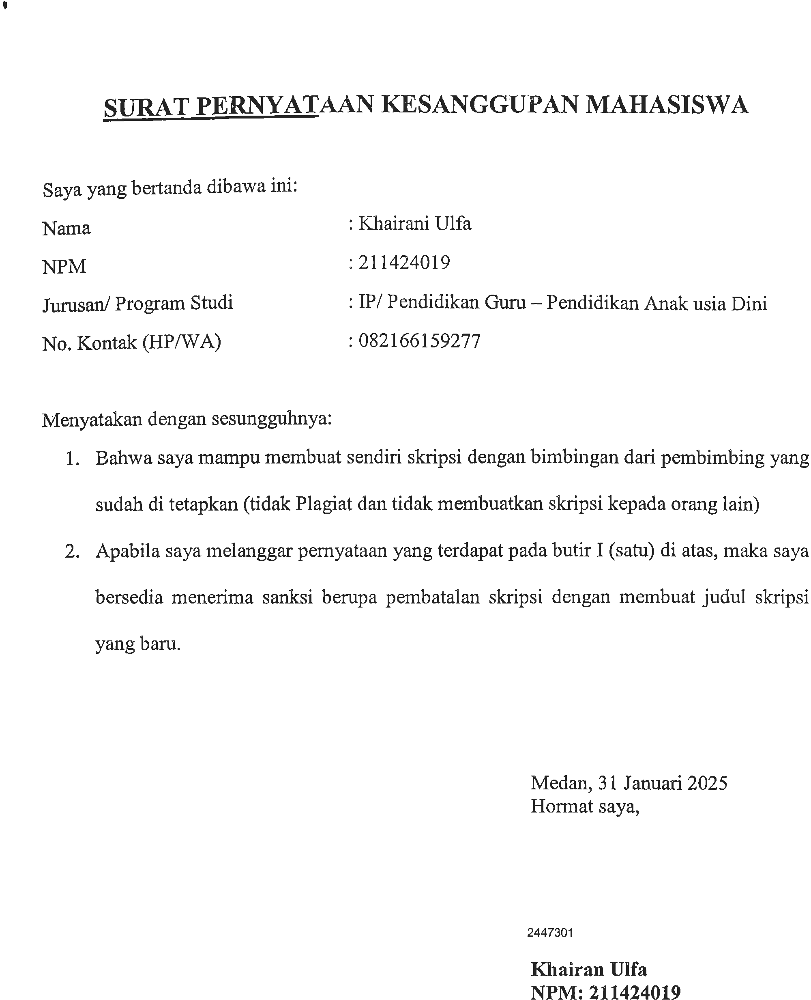 SURAT PERNYATAAN KESANGGUPAN MAHASISWA
Saya yang bertanda dibawa ini:
Nama : Khairani Ulfa
NPM : 211424019
Jurusan/ Program Studi : IP/ Pendidikan Guru – Pendidikan Anak usia Dini
No. Kontak (HP/WA) : 082166159277
Menyatakan dengan sesungguhnya:
1. Bahwa saya mampu membuat sendiri skripsi dengan bimbingan dari pembimbing yang
sudah di tetapkan (tidak Plagiat dan tidak membuatkan skripsi kepada orang lain)
2. Apabila saya melanggar pernyataan yang terdapat pada butir I (satu) di atas, maka saya
bersedia menerima sanksi berupa pembatalan skripsi dengan membuat judul skripsi
yang baru.
Medan, 31 Januari 2025
Hormat saya,
2447301
Khairan Ulfa
NPM: 211424019